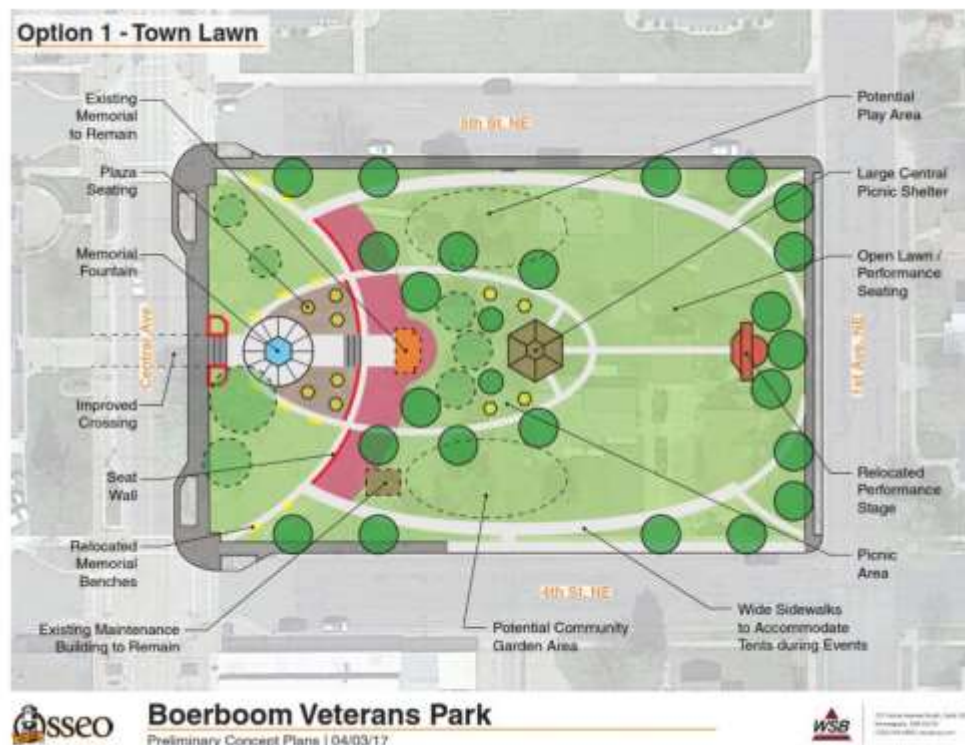 Option 1 - Town Lawn
Existing
Memorial
to Remain
Plaza
Seating
Memorial
Fountain
Improved
Crossing
Seat
Wall
Relocated
Memorial
Benches
Existing Maintenance
Building to Remain
Central Ave
5th St. NE
4th St. NE
1st Ave. NE
Potential
Play Area
Large Central
Picnic Shelter
Open Lawn /
Performance
Seating
Relocated
Performance
Stage
Picnic
Area
Wide Sidewalks
to Accommodate
Tents during Events
Potential Community
Garden Area
Osseo
Boerboom Veterans Park
Preliminary Concept Plans | 04/03/17
WSB